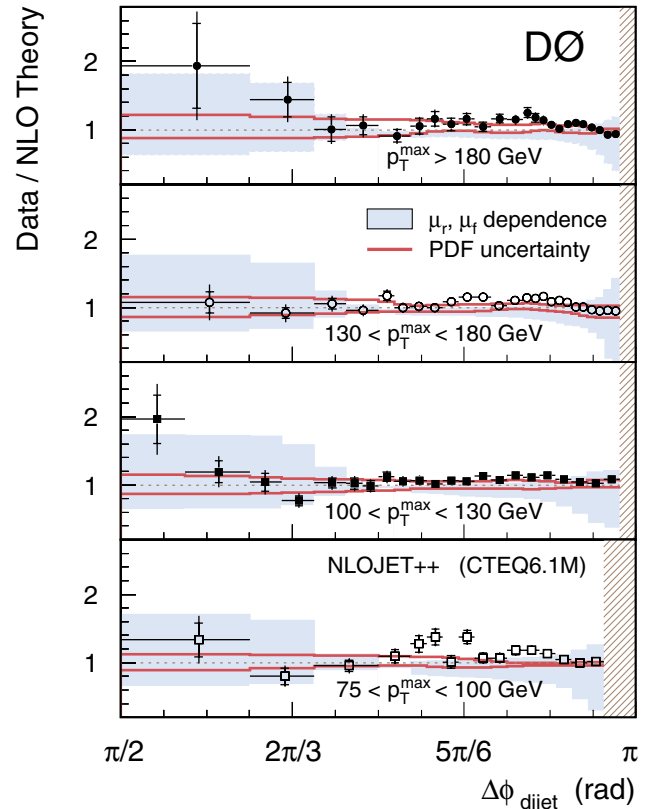 Data / NLO Theory
DØ
2
1
p_T^max > 180 GeV
μ_r, μ_f dependence
PDF uncertainty
2
1
130 < p_T^max < 180 GeV
2
1
100 < p_T^max < 130 GeV
NLOJET++ (CTEQ6.1M)
2
1
75 < p_T^max < 100 GeV
π/2 2π/3 5π/6 π
Δϕ_dijet (rad)